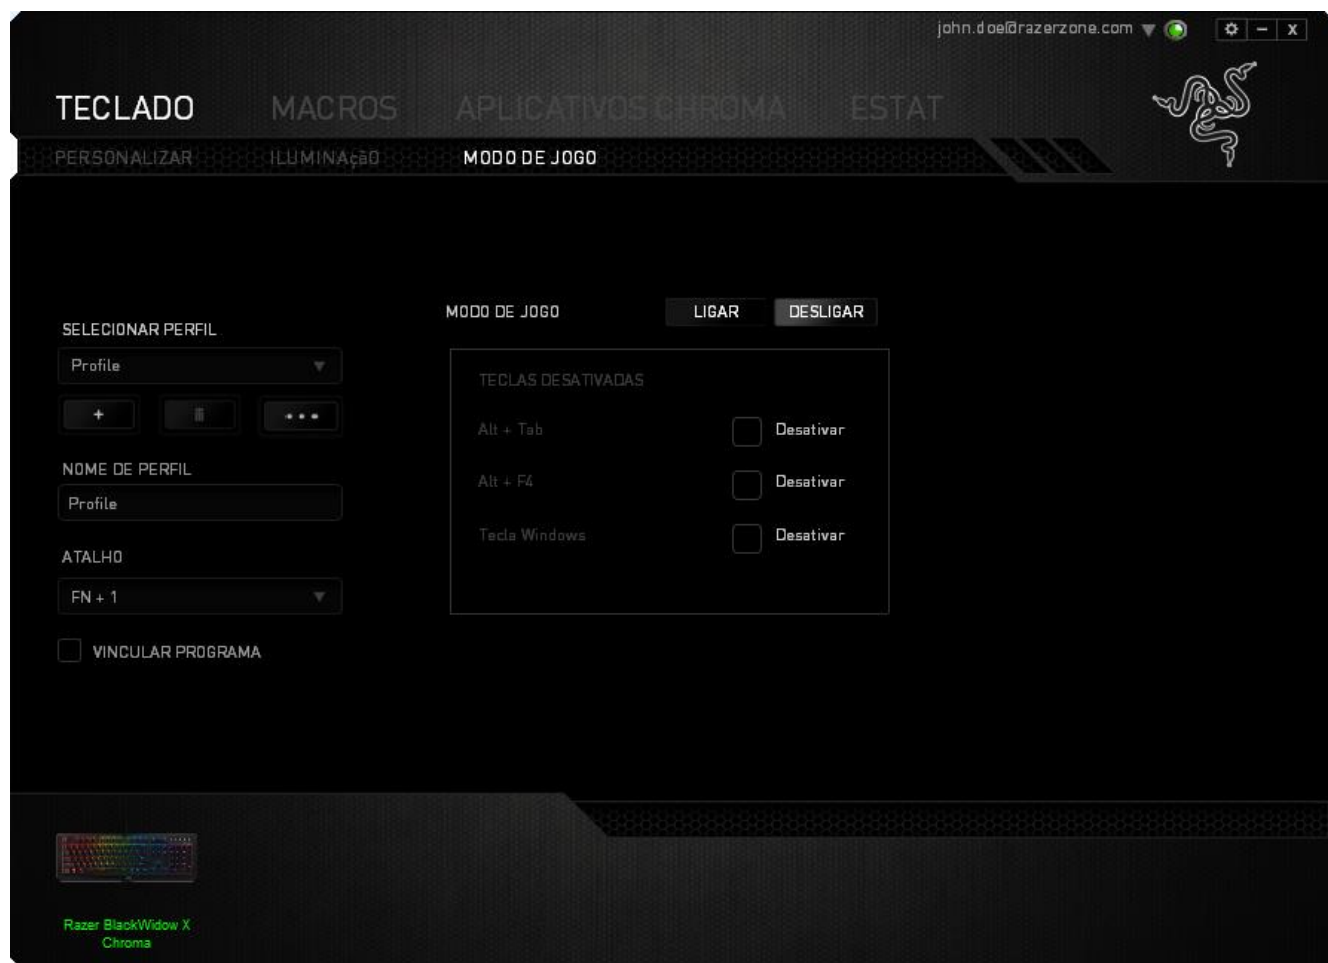 john.doe@razerzone.com
TECLADO MACROS APLICATIVOS CHROMA ESTAT
PERSONALIZAR ILUMINAção MODO DE JOGO
SELECIONAR PERFIL
Profile
+ ...
NOME DE PERFIL
Profile
ATALHO
FN + 1
VINCULAR PROGRAMA
MODO DE JOGO LIGAR DESLIGAR
TECLAS DESATIVADAS
Alt + Tab Desativar
Alt + F4 Desativar
Tecla Windows Desativar
Razer BlackWidow X
Chroma